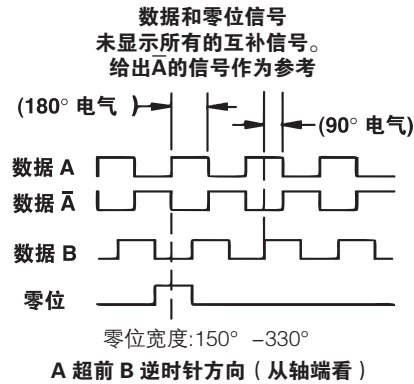 数据和零位信号
未显示所有的互补信号。
给出A̅的信号作为参考
(180° 电气 )
(90° 电气)
数据 A
数据 A̅
数据 B
零位
零位宽度:150° –330°
A 超前 B 逆时针方向 ( 从轴端看 )